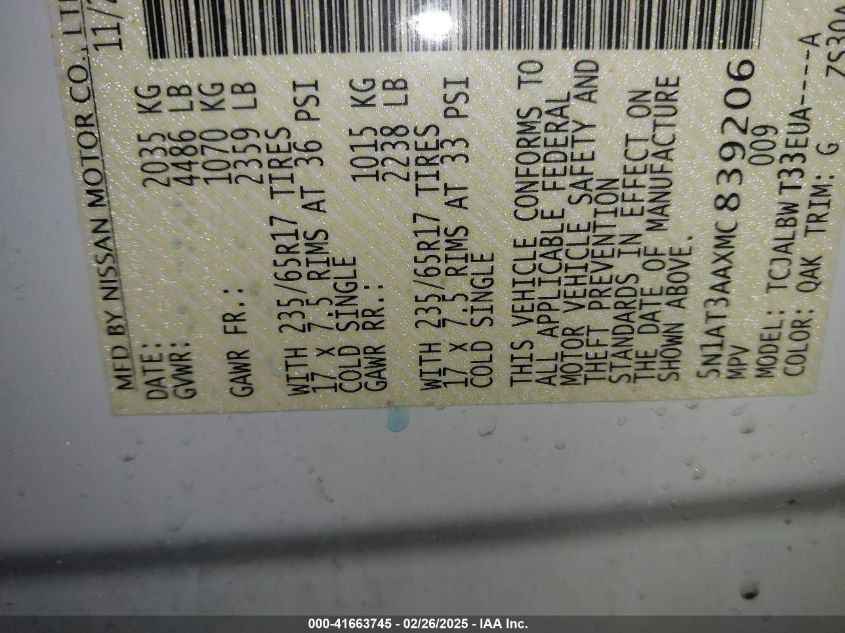 MFD BY NISSAN MOTOR CO., LT
DATE: 11/
GVWR: 2035 KG
4486 LB
GAWR FR.: 1070 KG
2359 LB
WITH 235/65R17 TIRES
17 X 7.5 RIMS AT 36 PSI
COLD SINGLE
GAWR RR.: 1015 KG
2238 LB
WITH 235/65R17 TIRES
17 X 7.5 RIMS AT 33 PSI
COLD SINGLE
THIS VEHICLE CONFORMS TO
ALL APPLICABLE FEDERAL
MOTOR VEHICLE SAFETY AND
THEFT PREVENTION
STANDARDS IN EFFECT ON
THE DATE OF MANUFACTURE
SHOWN ABOVE.
5N1AT3AAXMC839206
MPV 009
MODEL: TCJALBWT33EUA----A
COLOR: QAK TRIM: G ZS30A
000-41663745 - 02/26/2025 - IAA Inc.